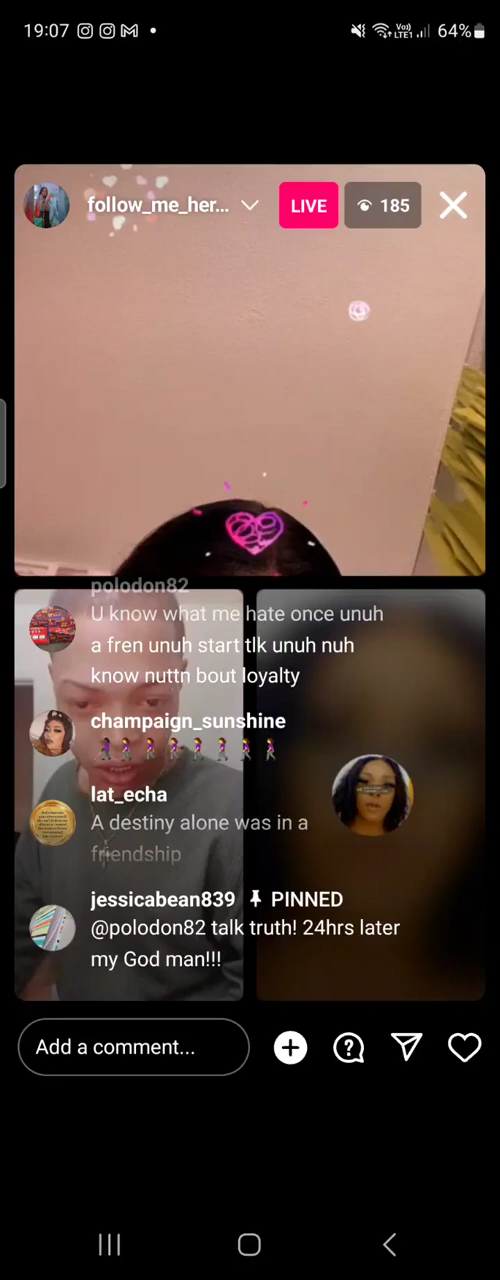 19:07
Vo))
LTE1
64%
follow_me_her...
LIVE
185
polodon82
U know what me hate once unuh
a fren unuh start tlk unuh nuh
know nuttn bout loyalty
champaign_sunshine
🚶‍♀️🚶‍♀️🚶‍♀️🚶‍♀️🚶‍♀️🚶‍♀️🚶‍♀️🚶‍♀️
lat_echa
A destiny alone was in a
friendship
jessicabean839 📌 PINNED
@polodon82 talk truth! 24hrs later
my God man!!!
Add a comment...